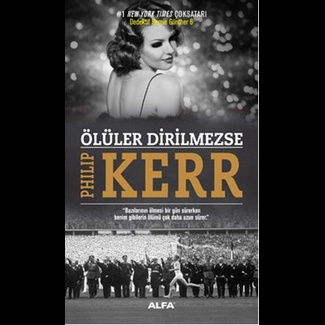 #1 NEW YORK TIMES ÇOKSATARI
Dedektif Bernie Günther 6
ÖLÜLER DİRİLMEZSE
PHILIP
KERR
"Bazılarının ölmesi bir gün sürerken
benim gibilerin ölümü çok daha uzun sürer."
ALFA